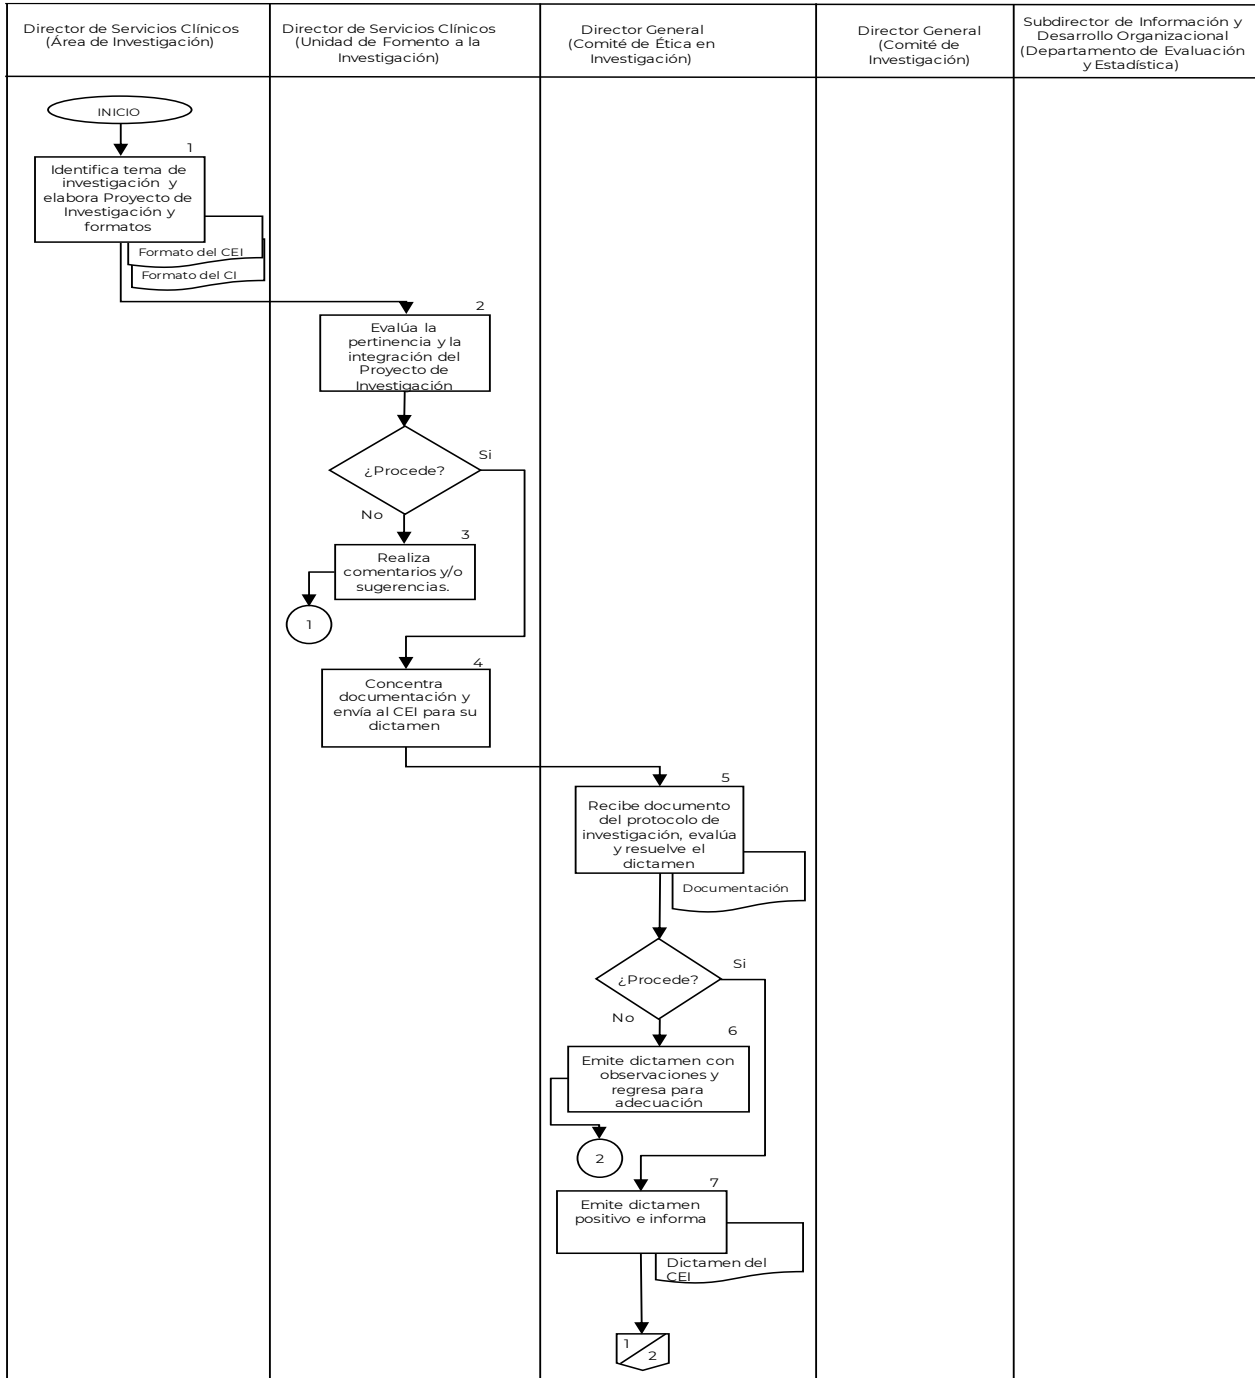 Director de Servicios Clínicos
(Área de Investigación)
Director de Servicios Clínicos
(Unidad de Fomento a la
Investigación)
Director General
(Comité de Ética en
Investigación)
Director General
(Comité de
Investigación)
Subdirector de Información y
Desarrollo Organizacional
(Departamento de Evaluación
y Estadística)
INICIO
1
Identifica tema de
investigación y
elabora Proyecto de
Investigación y
formatos
Formato del CEI
Formato del CI
2
Evalúa la
pertinencia y la
integración del
Proyecto de
Investigación
¿Procede?
Si
No
3
Realiza
comentarios y/o
sugerencias.
1
4
Concentra
documentación y
envía al CEI para su
dictamen
5
Recibe documento
del protocolo de
investigación, evalúa
y resuelve el
dictamen
Documentación
¿Procede?
Si
No
6
Emite dictamen con
observaciones y
regresa para
adecuación
2
7
Emite dictamen
positivo e informa
Dictamen del
CEI
1
2